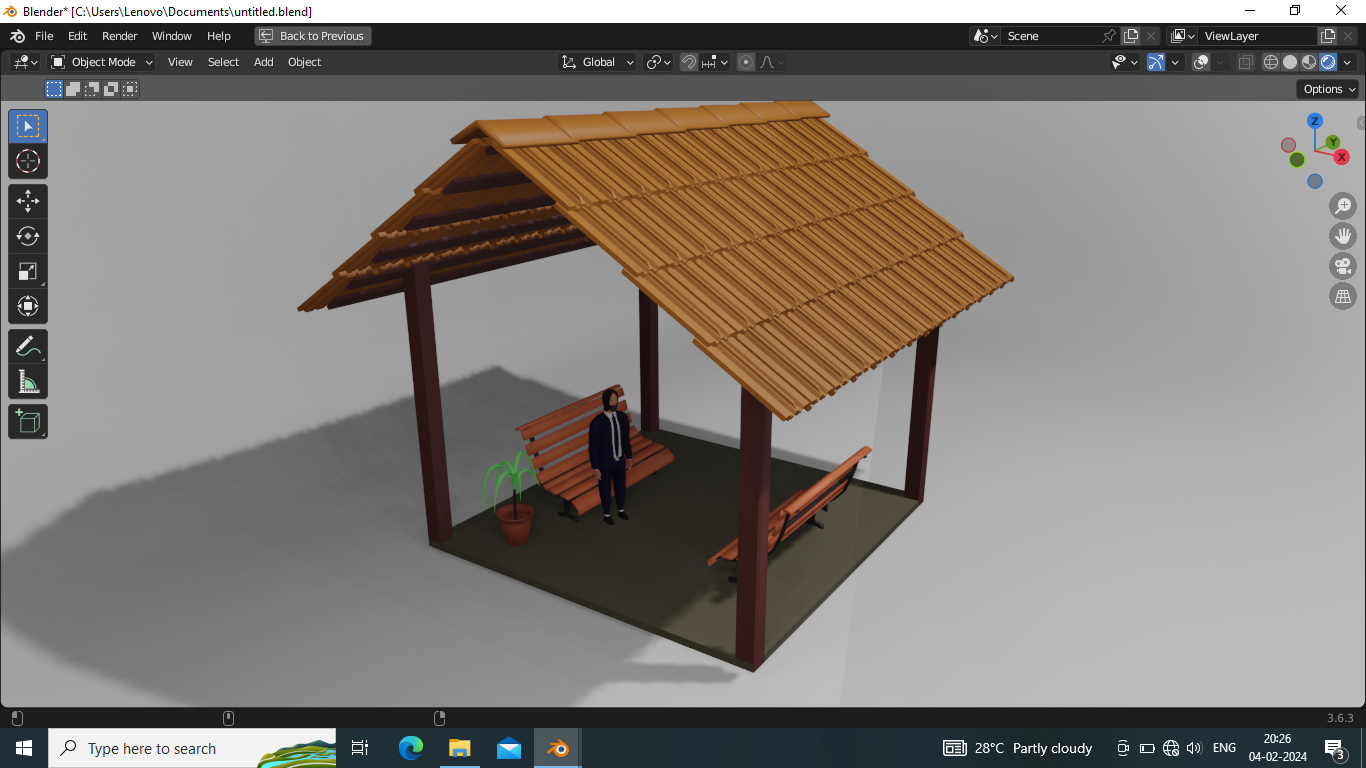 Blender* [C:\Users\Lenovo\Documents\untitled.blend]
File Edit Render Window Help Back to Previous Scene ViewLayer
Object Mode View Select Add Object Global
Options
Z
Y
X
3.6.3
Type here to search 28°C Partly cloudy ENG 20:26
04-02-2024 3